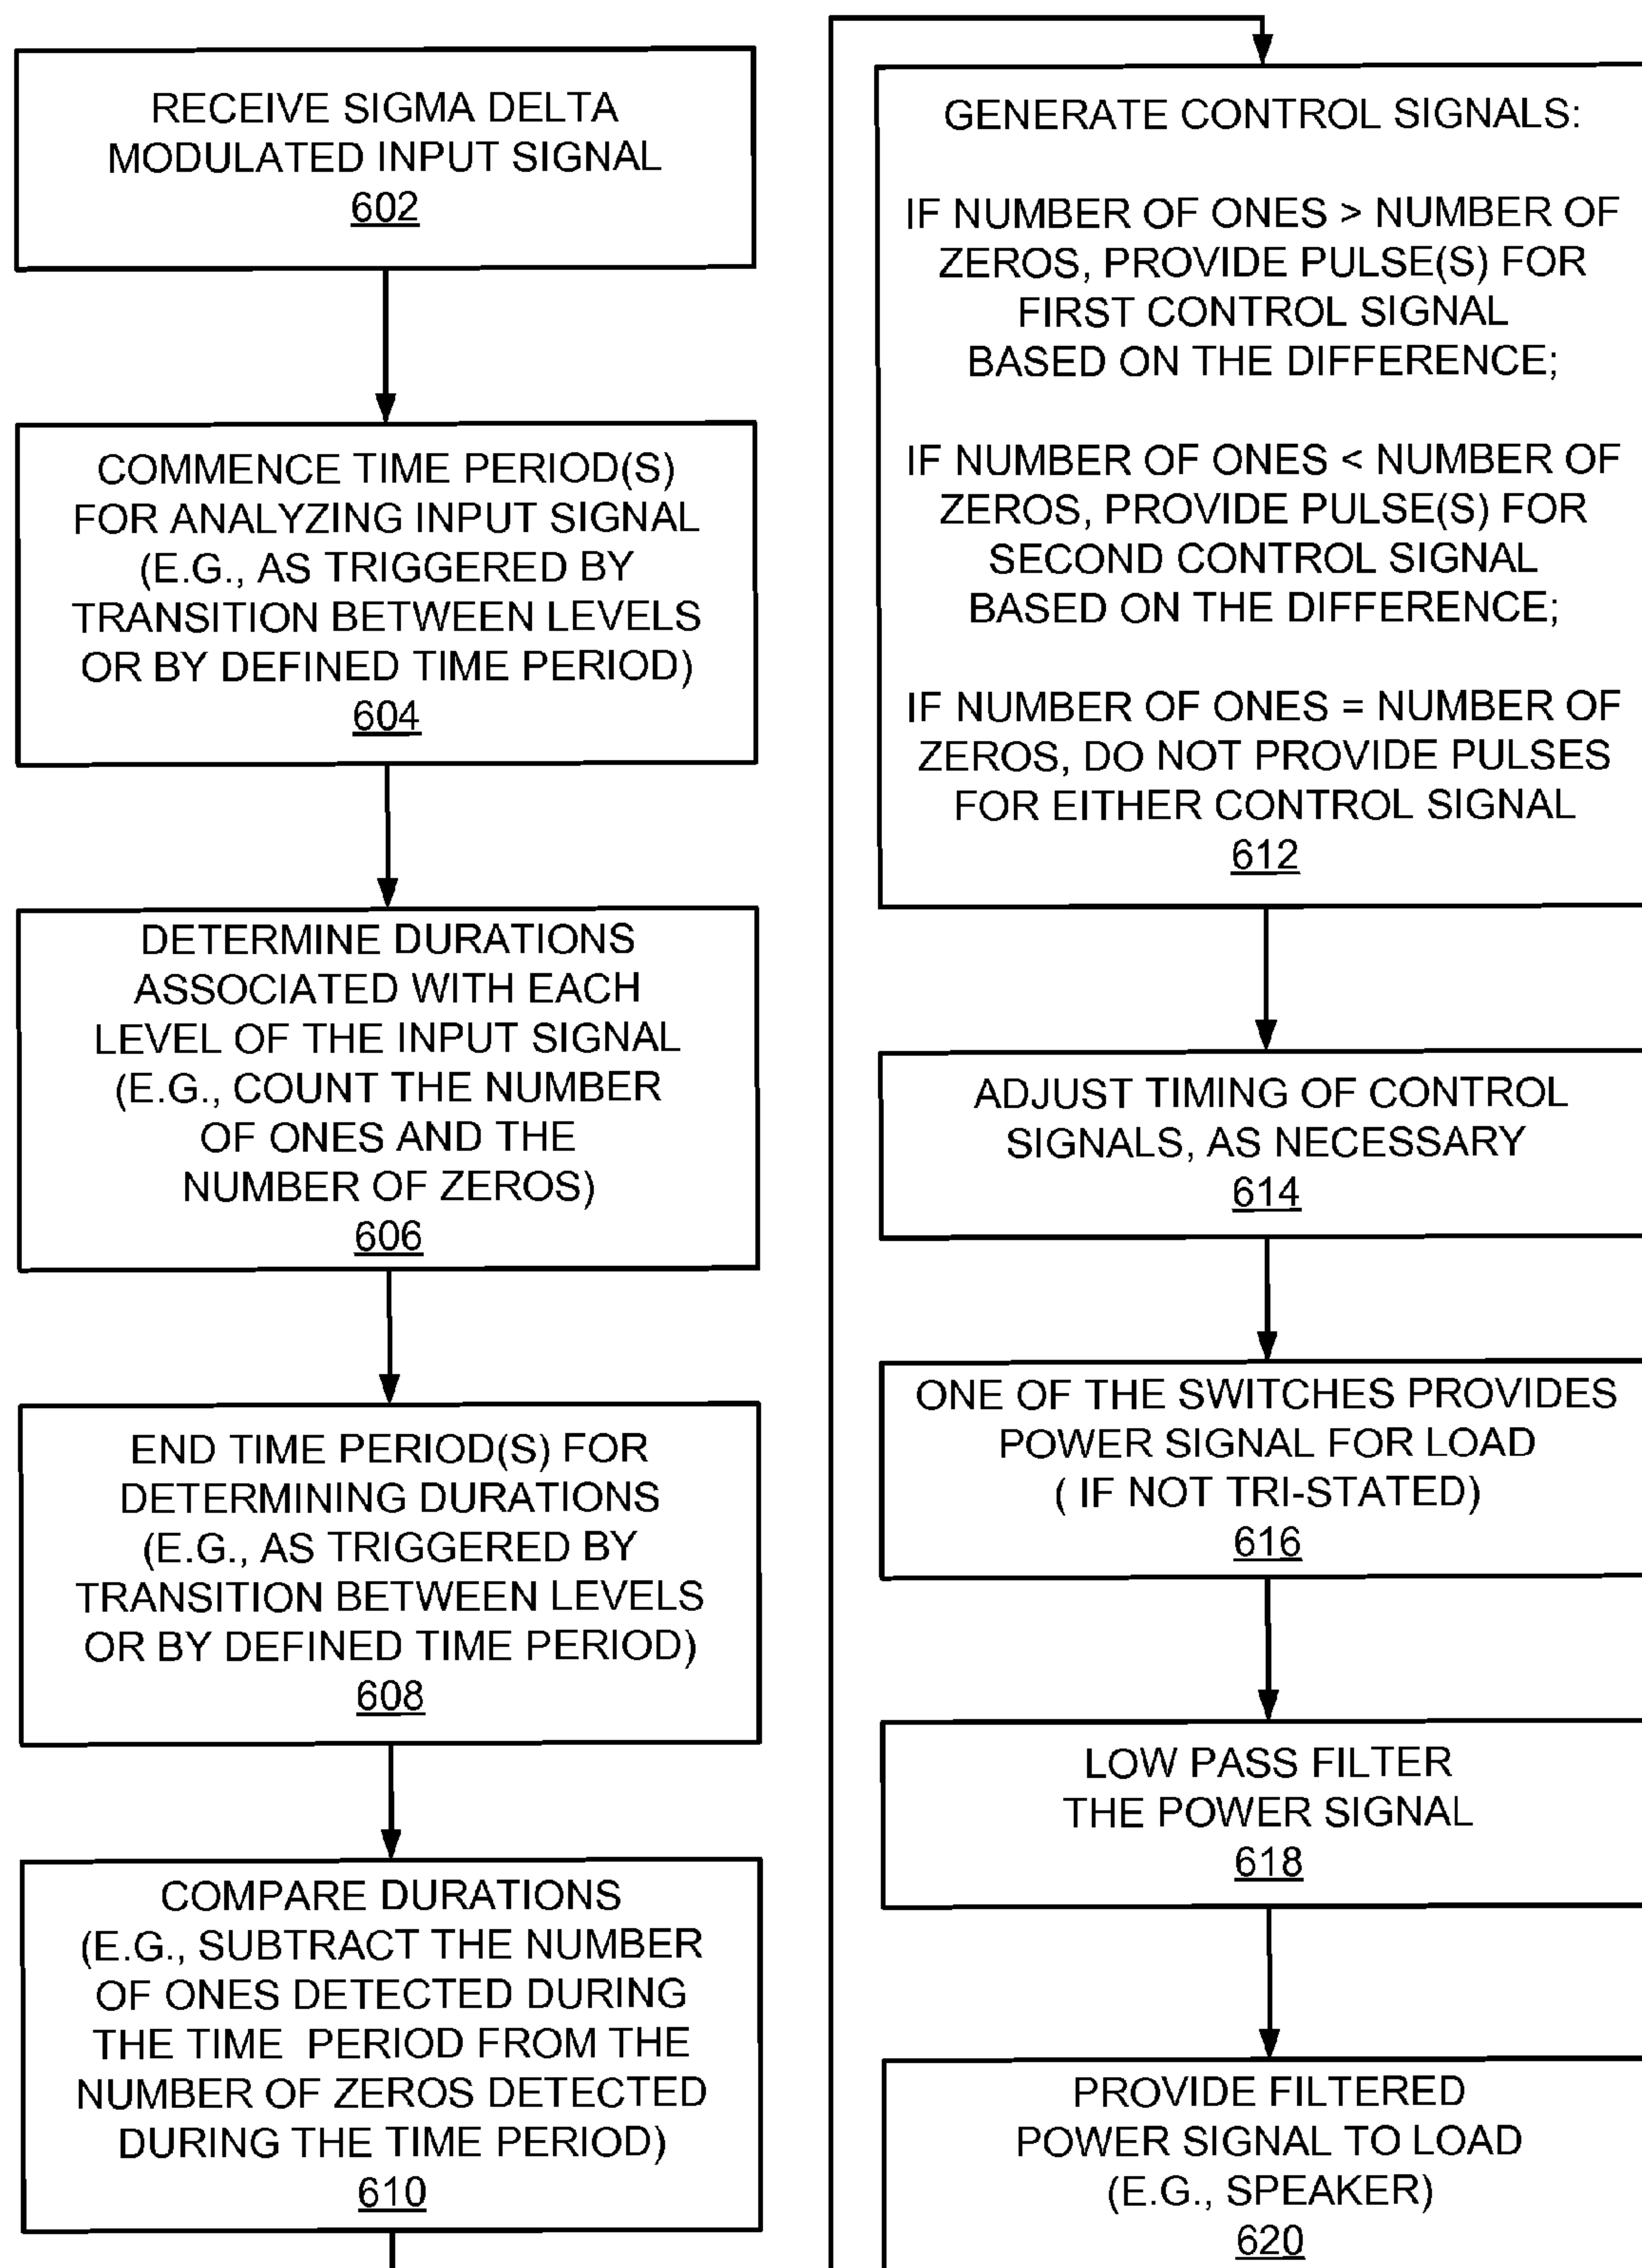 RECEIVE SIGMA DELTA
MODULATED INPUT SIGNAL
602
COMMENCE TIME PERIOD(S)
FOR ANALYZING INPUT SIGNAL
(E.G., AS TRIGGERED BY
TRANSITION BETWEEN LEVELS
OR BY DEFINED TIME PERIOD)
604
DETERMINE DURATIONS
ASSOCIATED WITH EACH
LEVEL OF THE INPUT SIGNAL
(E.G., COUNT THE NUMBER
OF ONES AND THE
NUMBER OF ZEROS)
606
END TIME PERIOD(S) FOR
DETERMINING DURATIONS
(E.G., AS TRIGGERED BY
TRANSITION BETWEEN LEVELS
OR BY DEFINED TIME PERIOD)
608
COMPARE DURATIONS
(E.G., SUBTRACT THE NUMBER
OF ONES DETECTED DURING
THE TIME PERIOD FROM THE
NUMBER OF ZEROS DETECTED
DURING THE TIME PERIOD)
610
GENERATE CONTROL SIGNALS:
IF NUMBER OF ONES > NUMBER OF
ZEROS, PROVIDE PULSE(S) FOR
FIRST CONTROL SIGNAL
BASED ON THE DIFFERENCE;
IF NUMBER OF ONES < NUMBER OF
ZEROS, PROVIDE PULSE(S) FOR
SECOND CONTROL SIGNAL
BASED ON THE DIFFERENCE;
IF NUMBER OF ONES = NUMBER OF
ZEROS, DO NOT PROVIDE PULSES
FOR EITHER CONTROL SIGNAL
612
ADJUST TIMING OF CONTROL
SIGNALS, AS NECESSARY
614
ONE OF THE SWITCHES PROVIDES
POWER SIGNAL FOR LOAD
( IF NOT TRI-STATED)
616
LOW PASS FILTER
THE POWER SIGNAL
618
PROVIDE FILTERED
POWER SIGNAL TO LOAD
(E.G., SPEAKER)
620